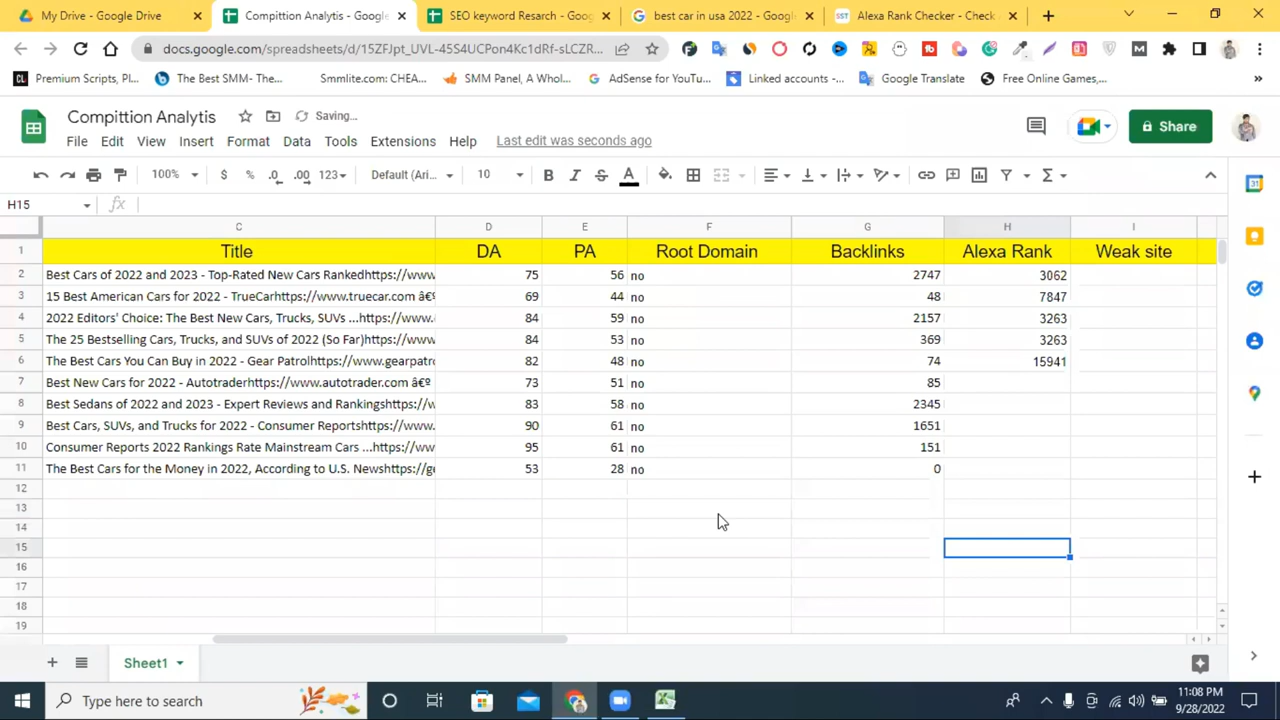 My Drive - Google Drive
Compittion Analytis - Google
SEO keyword Resarch - Goog
best car in usa 2022 - Google
Alexa Rank Checker - Check A
docs.google.com/spreadsheets/d/15ZFJpt_UVL-45S4UCPon4Kc1dRf-sLCZR...
Premium Scripts, Pl...
The Best SMM- The...
Smmlite.com: CHEA...
SMM Panel, A Whol...
AdSense for YouTu...
Linked accounts -...
Google Translate
Free Online Games,...
»
Compittion Analytis
Saving...
File Edit View Insert Format Data Tools Extensions Help Last edit was seconds ago
Share
100% $ % .0 .00 123 Default (Ari... 10 B I S A
H15 fx
C D E F G H I
1 Title DA PA Root Domain Backlinks Alexa Rank Weak site
2 Best Cars of 2022 and 2023 - Top-Rated New Cars Rankedhttps://www. 75 56 no 2747 3062
3 15 Best American Cars for 2022 - TrueCarhttps://www.truecar.com â€º 69 44 no 48 7847
4 2022 Editors' Choice: The Best New Cars, Trucks, SUVs ...https://www. 84 59 no 2157 3263
5 The 25 Bestselling Cars, Trucks, and SUVs of 2022 (So Far)https://www. 84 53 no 369 3263
6 The Best Cars You Can Buy in 2022 - Gear Patrolhttps://www.gearpatro 82 48 no 74 15941
7 Best New Cars for 2022 - Autotraderhttps://www.autotrader.com â€º 73 51 no 85
8 Best Sedans of 2022 and 2023 - Expert Reviews and Rankingshttps://w 83 58 no 2345
9 Best Cars, SUVs, and Trucks for 2022 - Consumer Reportshttps://www. 90 61 no 1651
10 Consumer Reports 2022 Rankings Rate Mainstream Cars ...https://ww 95 61 no 151
11 The Best Cars for the Money in 2022, According to U.S. Newshttps://ge 53 28 no 0
12
13
14
15
16
17
18
19
Sheet1
Type here to search
11:08 PM
9/28/2022